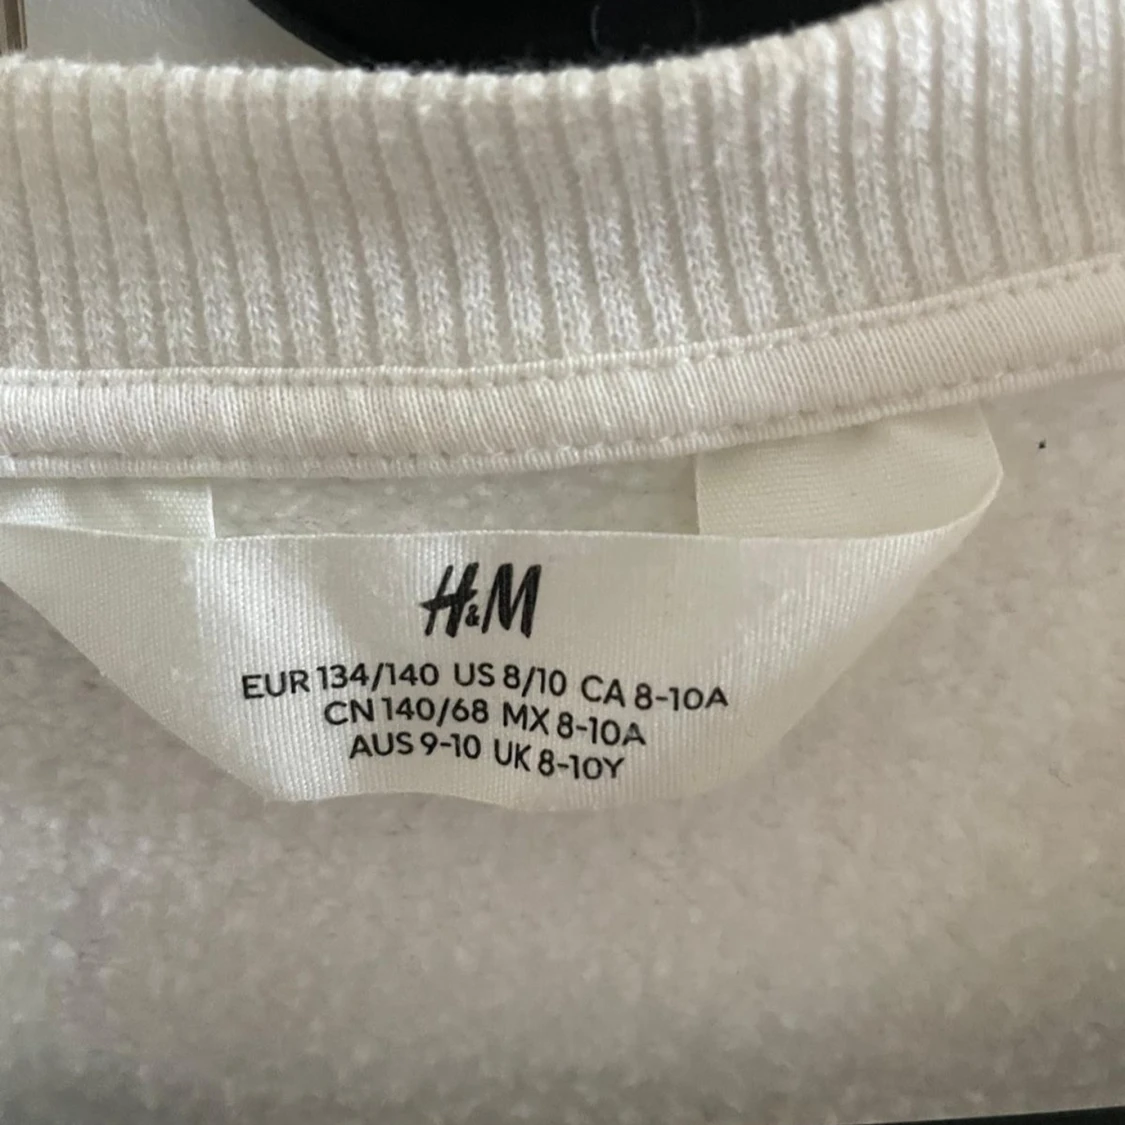 H&M
EUR 134/140 US 8/10 CA 8-10A
CN 140/68 MX 8-10A
AUS 9-10 UK 8-10Y